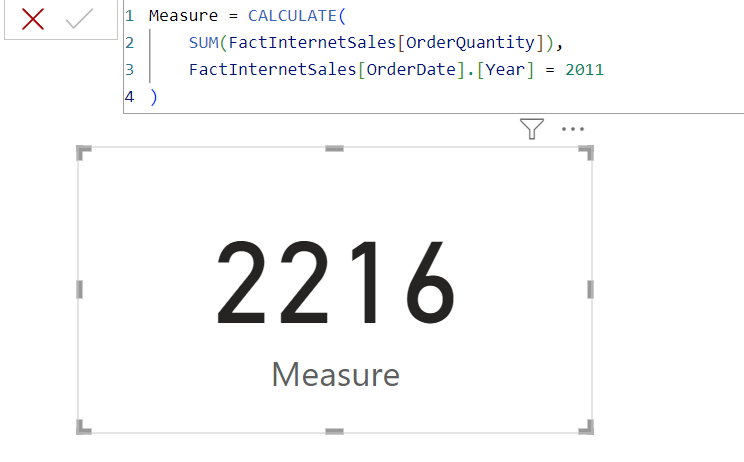 1 Measure = CALCULATE(
2 SUM(FactInternetSales[OrderQuantity]),
3 FactInternetSales[OrderDate].[Year] = 2011
4 )
2216
Measure